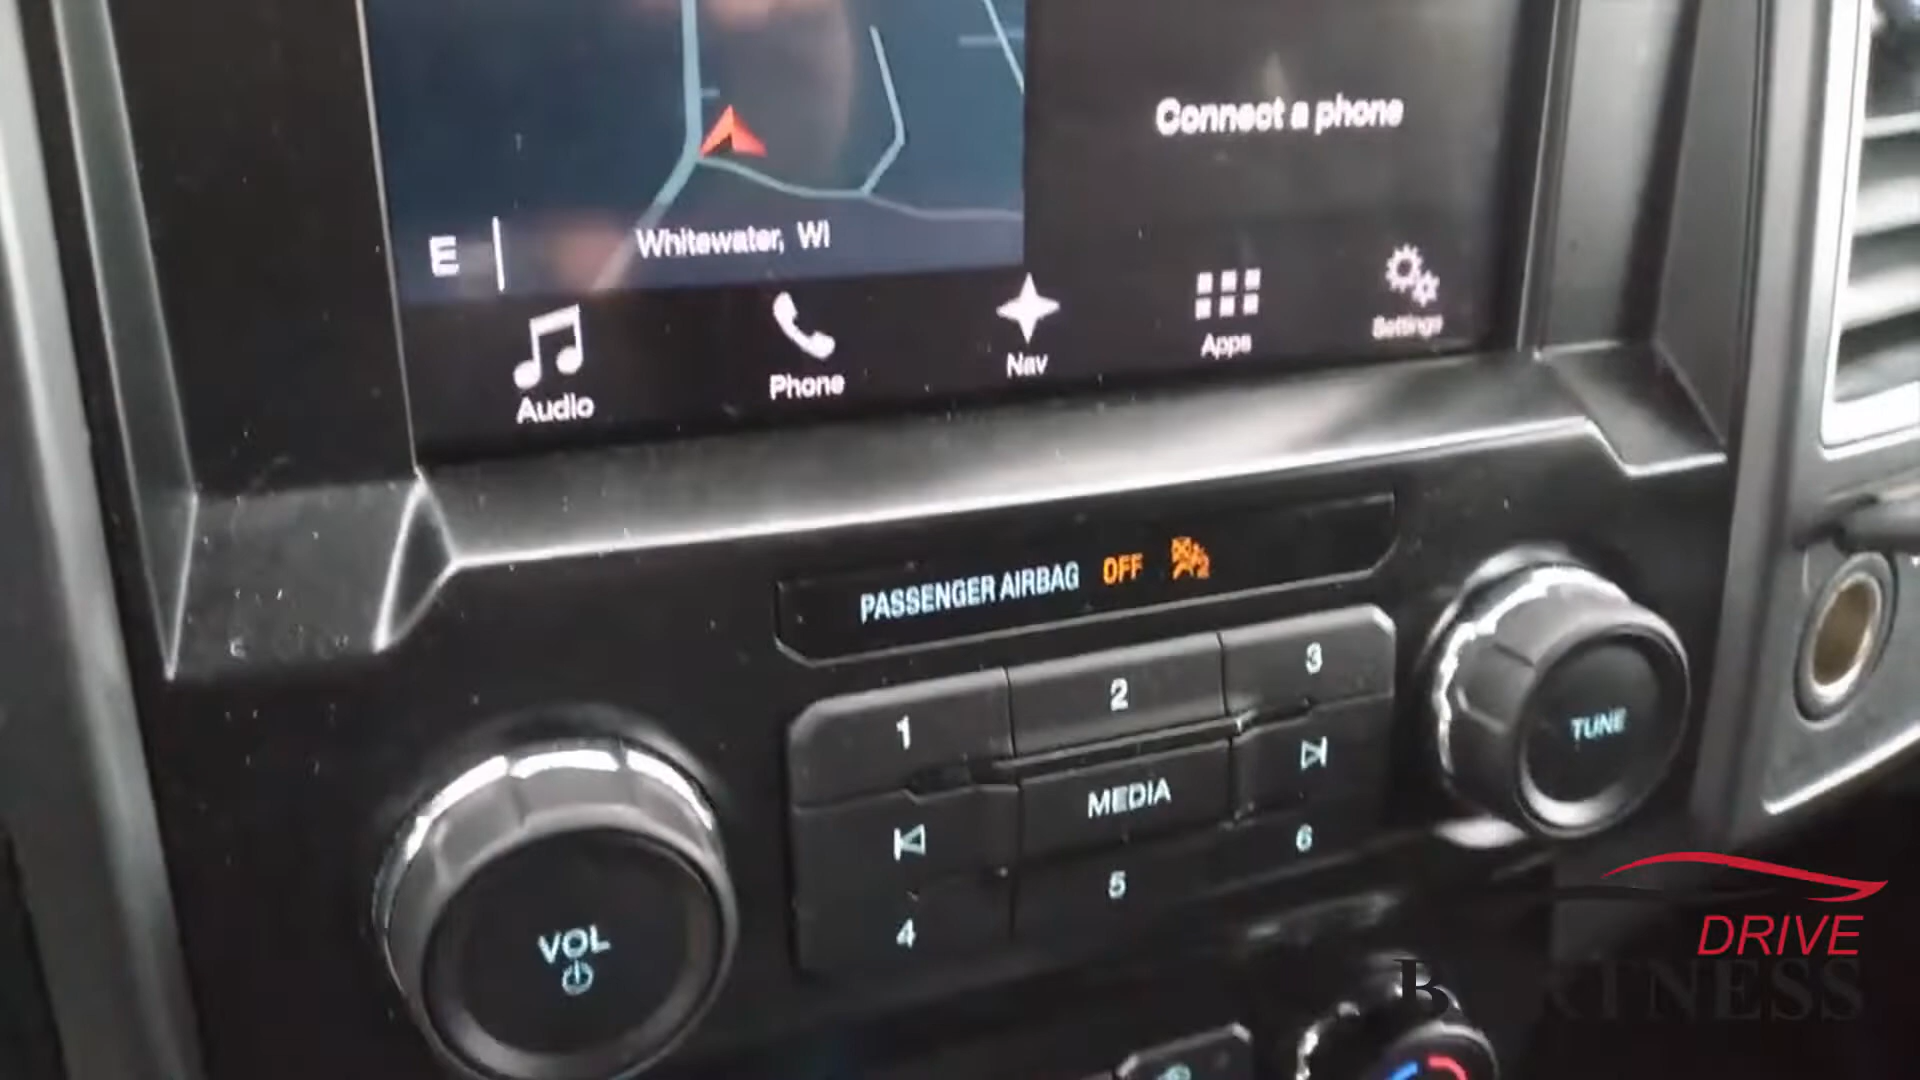 Connect a phone
E
Whitewater, WI
Audio
Phone
Nav
Apps
Settings
PASSENGER AIRBAG OFF
1
2
3
MEDIA
4
5
6
VOL
TUNE
DRIVE